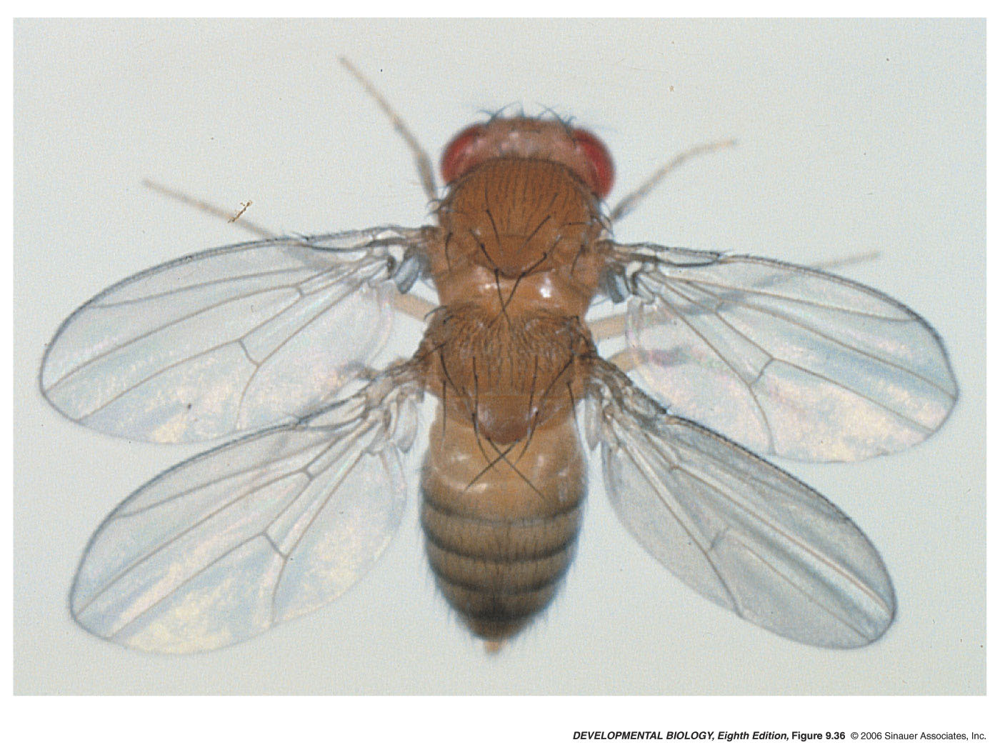 DEVELOPMENTAL BIOLOGY, Eighth Edition, Figure 9.36 © 2006 Sinauer Associates, Inc.